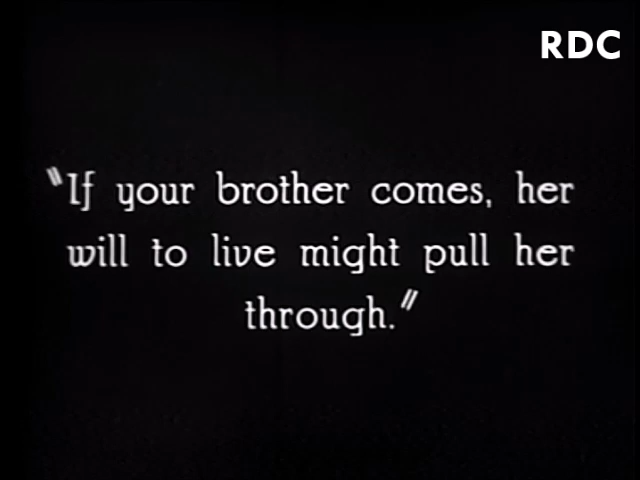 RDC
"If your brother comes, her
will to live might pull her
through."